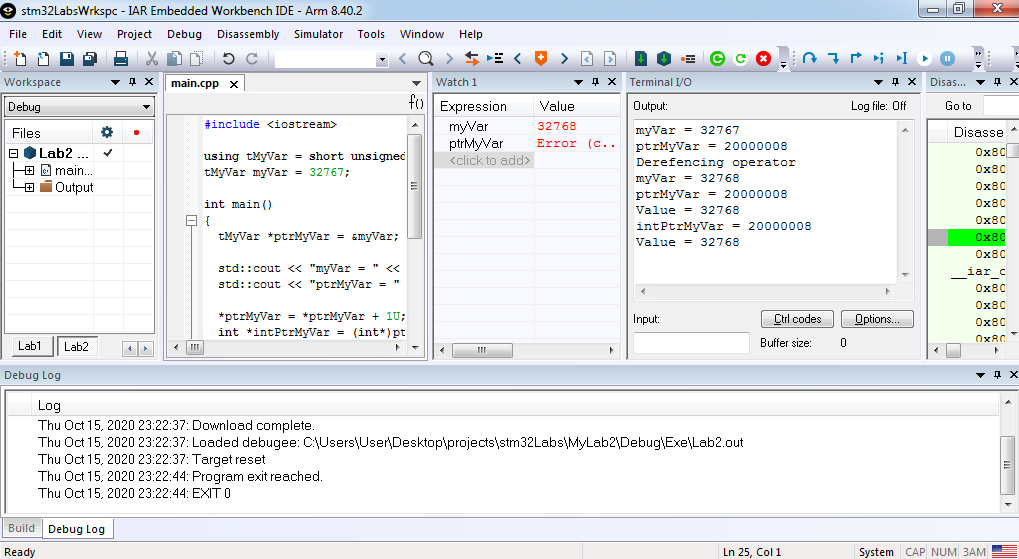 stm32LabsWrkspc - IAR Embedded Workbench IDE - Arm 8.40.2
File Edit View Project Debug Disassembly Simulator Tools Window Help
Workspace
Debug
Files
Lab2 ...
main...
Output
Lab1 Lab2
main.cpp
f()
#include <iostream>
using tMyVar = short unsigned
tMyVar myVar = 32767;
int main()
{
tMyVar *ptrMyVar = &myVar;
std::cout << "myVar = " <<
std::cout << "ptrMyVar = "
*ptrMyVar = *ptrMyVar + 1U;
int *intPtrMyVar = (int*)pt
Watch 1
Expression Value
myVar 32768
ptrMyVar Error (c...
<click to add>
Terminal I/O
Output: Log file: Off
myVar = 32767
ptrMyVar = 20000008
Derefencing operator
myVar = 32768
ptrMyVar = 20000008
Value = 32768
intPtrMyVar = 20000008
Value = 32768
Input: Ctrl codes Options...
Buffer size: 0
Disas...
Go to
Disasse
0x80
0x80
0x80
0x80
0x80
0x80
0x80
__iar_c
0x80
0x80
0x80
0x80
Debug Log
Log
Thu Oct 15, 2020 23:22:37: Download complete.
Thu Oct 15, 2020 23:22:37: Loaded debugee: C:\Users\User\Desktop\projects\stm32Labs\MyLab2\Debug\Exe\Lab2.out
Thu Oct 15, 2020 23:22:37: Target reset
Thu Oct 15, 2020 23:22:44: Program exit reached.
Thu Oct 15, 2020 23:22:44: EXIT 0
Build Debug Log
Ready Ln 25, Col 1 System CAP NUM ЗАМ